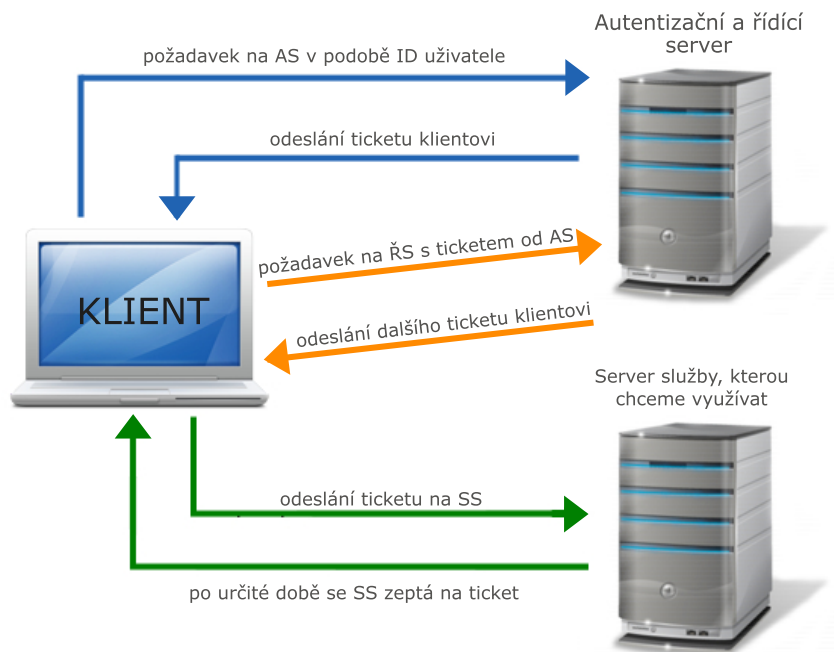 Autentizační a řídící
server
požadavek na AS v podobě ID uživatele
odeslání ticketu klientovi
požadavek na ŘS s ticketem od AS
KLIENT
odeslání dalšího ticketu klientovi
Server služby, kterou
chceme využívat
odeslání ticketu na SS
po určité době se SS zeptá na ticket